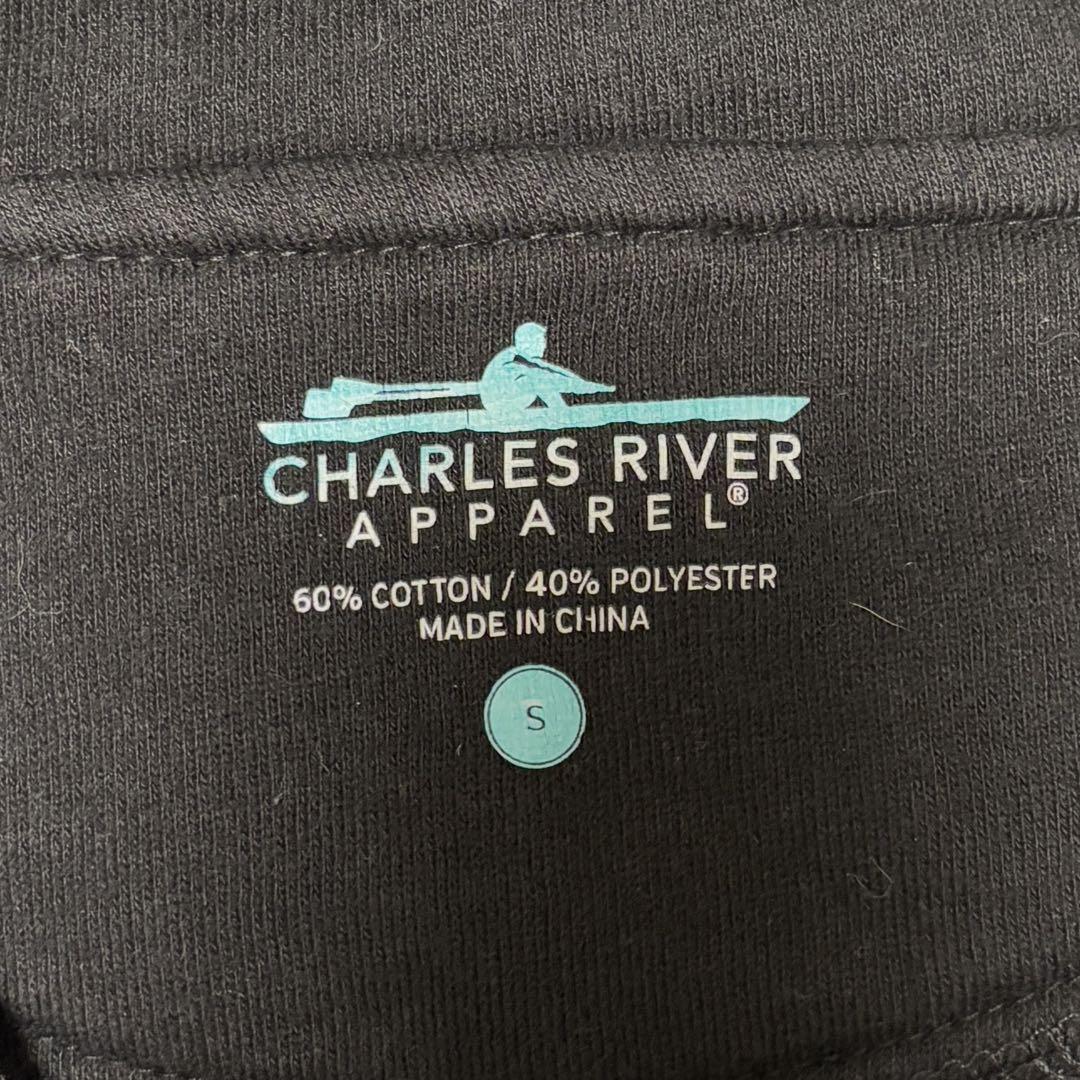 CHARLES RIVER
APPAREL®
60% COTTON / 40% POLYESTER
MADE IN CHINA
S